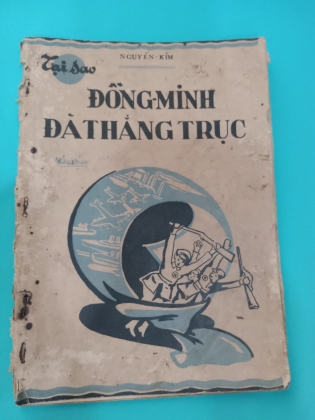 NGUYỄN-KIM
Tại sao
ĐỒNG-MINH
ĐÃ THẮNG TRỤC